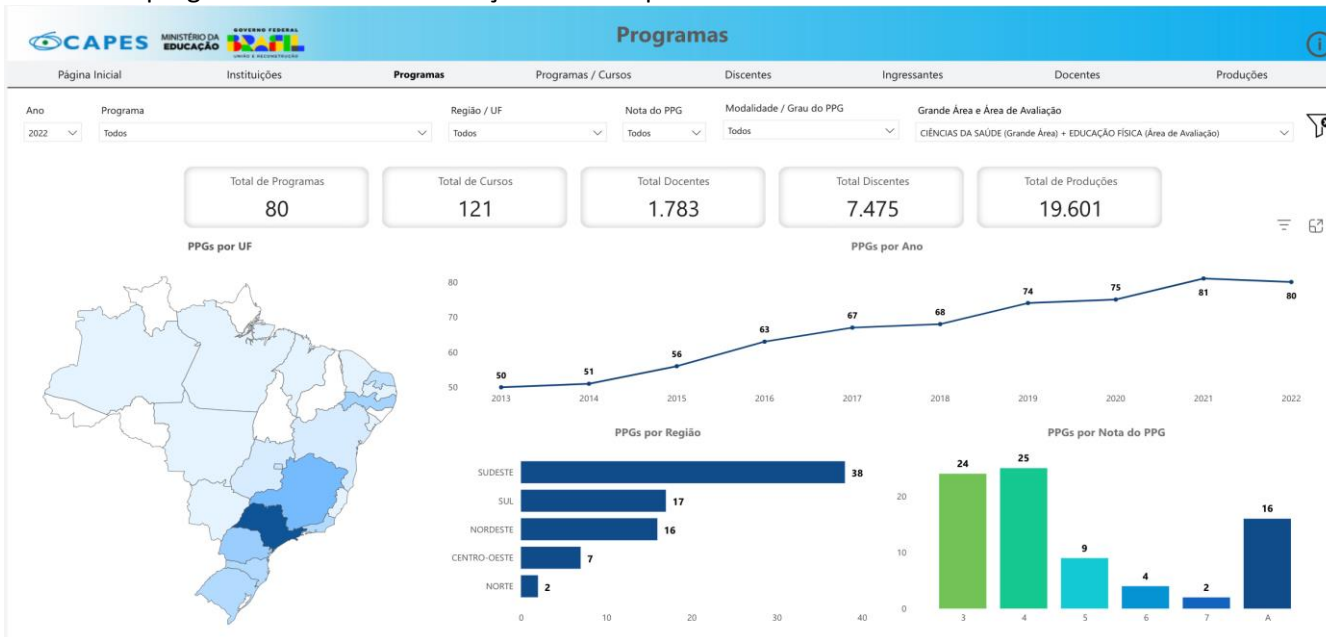 CAPES
MINISTÉRIO DA
EDUCAÇÃO
GOVERNO FEDERAL
BRASIL
UNIÃO E RECONSTRUÇÃO
Programas
Página Inicial Instituições Programas Programas / Cursos Discentes Ingressantes Docentes Produções
Ano Programa Região / UF Nota do PPG Modalidade / Grau do PPG Grande Área e Área de Avaliação
2022 Todos Todos Todos Todos CIÊNCIAS DA SAÚDE (Grande Área) + EDUCAÇÃO FÍSICA (Área de Avaliação)
Total de Programas Total de Cursos Total Docentes Total Discentes Total de Produções
80 121 1.783 7.475 19.601
PPGs por UF
PPGs por Ano
80
70
60
50
50 51 56 63 67 68 74 75 81 80
2013 2014 2015 2016 2017 2018 2019 2020 2021 2022
PPGs por Região
SUDESTE 38
SUL 17
NORDESTE 16
CENTRO-OESTE 7
NORTE 2
0 10 20 30 40
PPGs por Nota do PPG
20
10
0
24 25 9 4 2 16
3 4 5 6 7 A